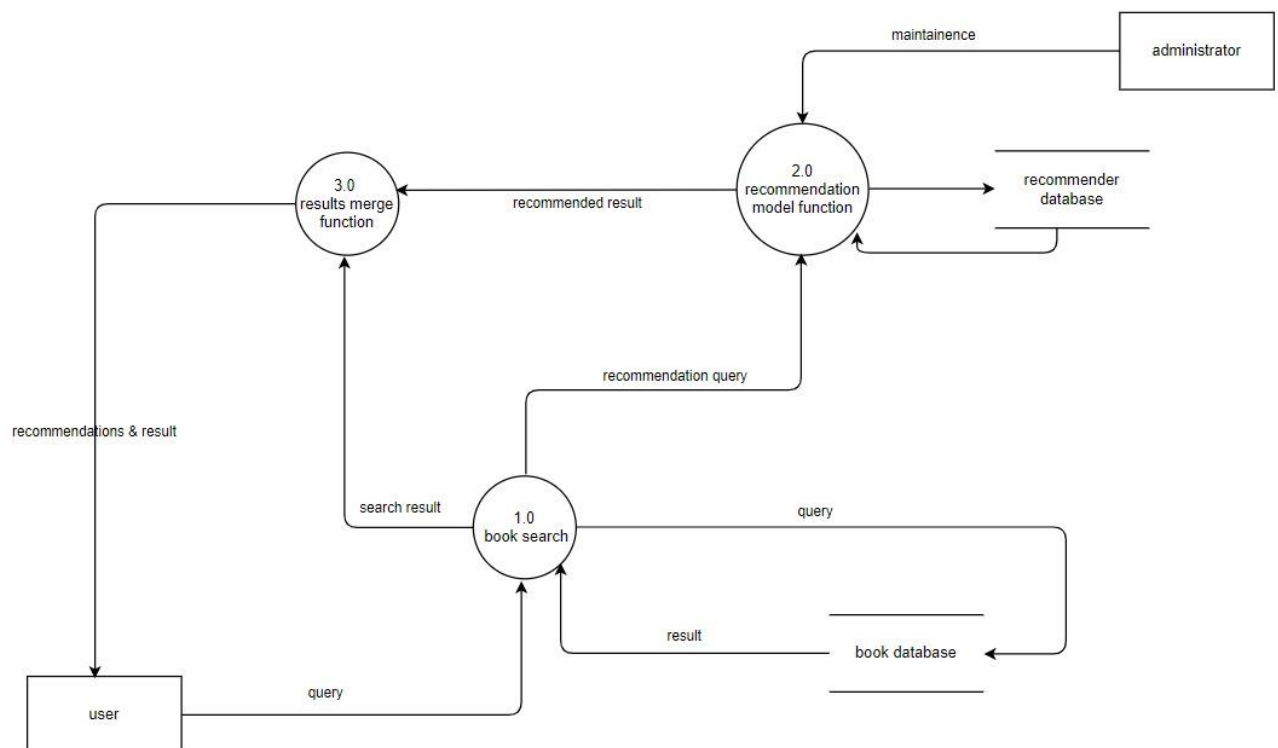 maintainence
administrator
2.0
recommendation
model function
recommender
database
3.0
results merge
function
recommended result
recommendation query
recommendations & result
search result
1.0
book search
query
result
book database
query
user